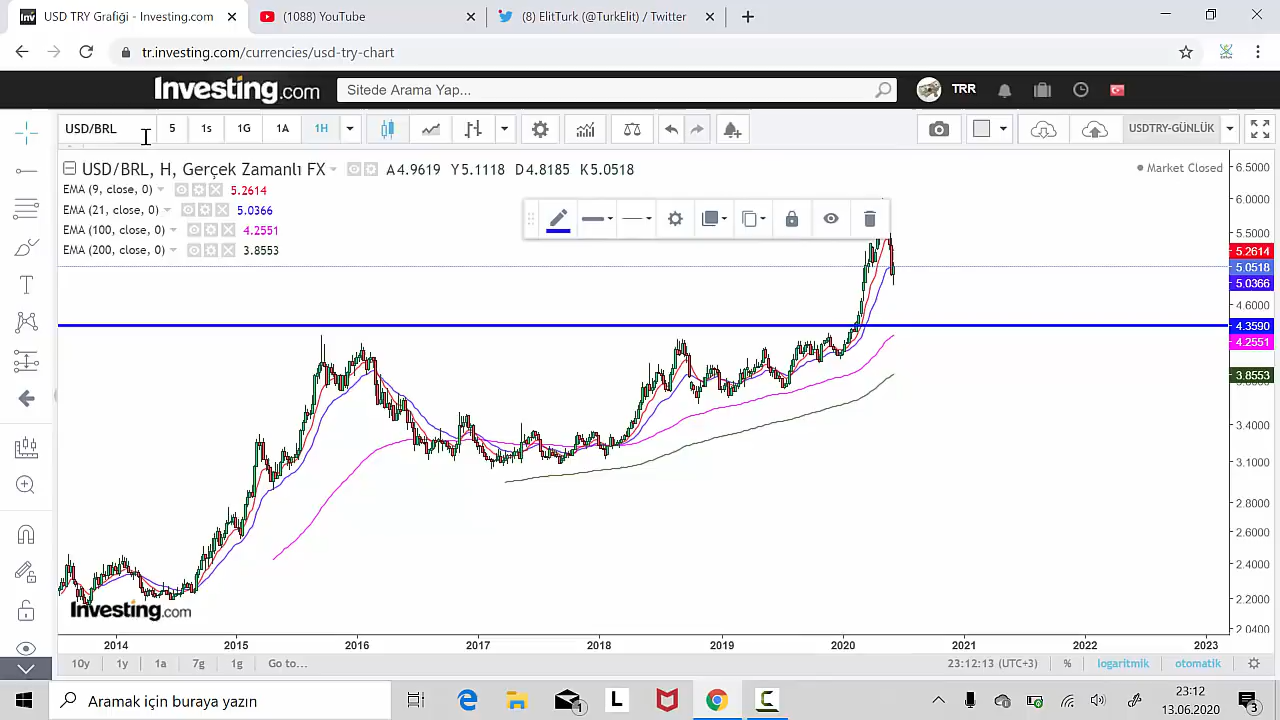 USD TRY Grafiği - Investing.com
(1088) YouTube
(8) ElitTurk (@TurkElit) / Twitter
tr.investing.com/currencies/usd-try-chart
Investing.com
Sitede Arama Yap...
TRR
USD/BRL
5
1s
1G
1A
1H
USDTRY-GÜNLÜK
USD/BRL, H, Gerçek Zamanlı FX
A4.9619 Y5.1118 D4.8185 K5.0518
Market Closed
EMA (9, close, 0) 5.2614
EMA (21, close, 0) 5.0366
EMA (100, close, 0) 4.2551
EMA (200, close, 0) 3.8553
6.5000
6.0000
5.5000
5.2614
5.0518
5.0366
4.6000
4.3590
4.2551
3.8553
3.4000
3.1000
2.8000
2.6000
2.4000
2.2000
2.0400
Investing.com
2014 2015 2016 2017 2018 2019 2020 2021 2022 2023
10y 1y 1a 7g 1g Go to...
23:12:13 (UTC+3) % logaritmik otomatik
Aramak için buraya yazın
L
1
23:12
13.06.2020
3